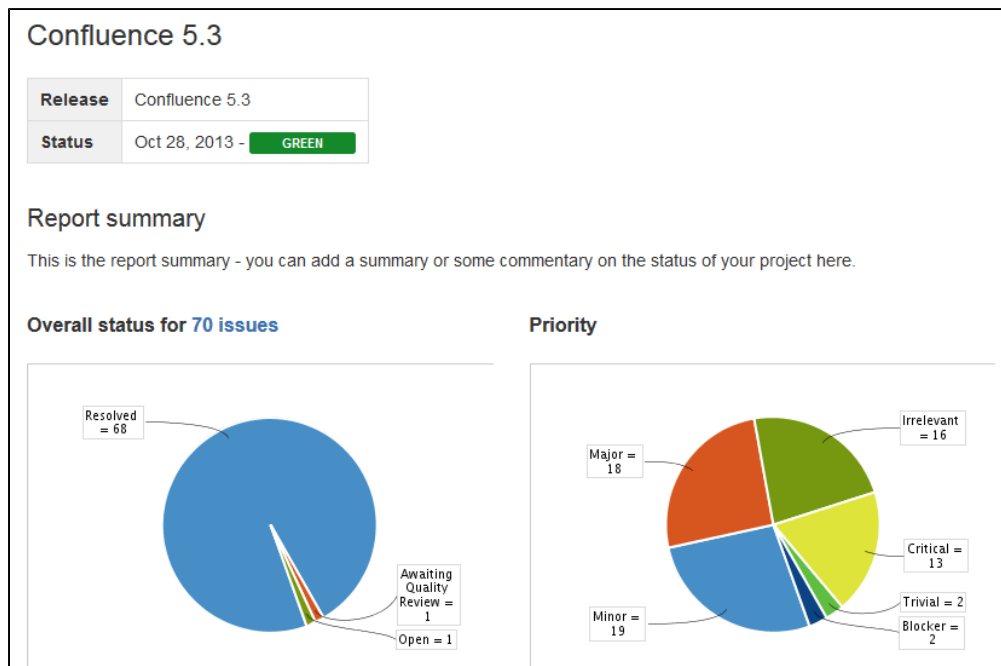 Confluence 5.3
Release Confluence 5.3
Status Oct 28, 2013 - GREEN
Report summary
This is the report summary - you can add a summary or some commentary on the status of your project here.
Overall status for 70 issues
Resolved
= 68
Awaiting
Quality
Review =
1
Open = 1
Priority
Irrelevant
= 16
Major =
18
Critical =
13
Trivial = 2
Minor =
19
Blocker =
2